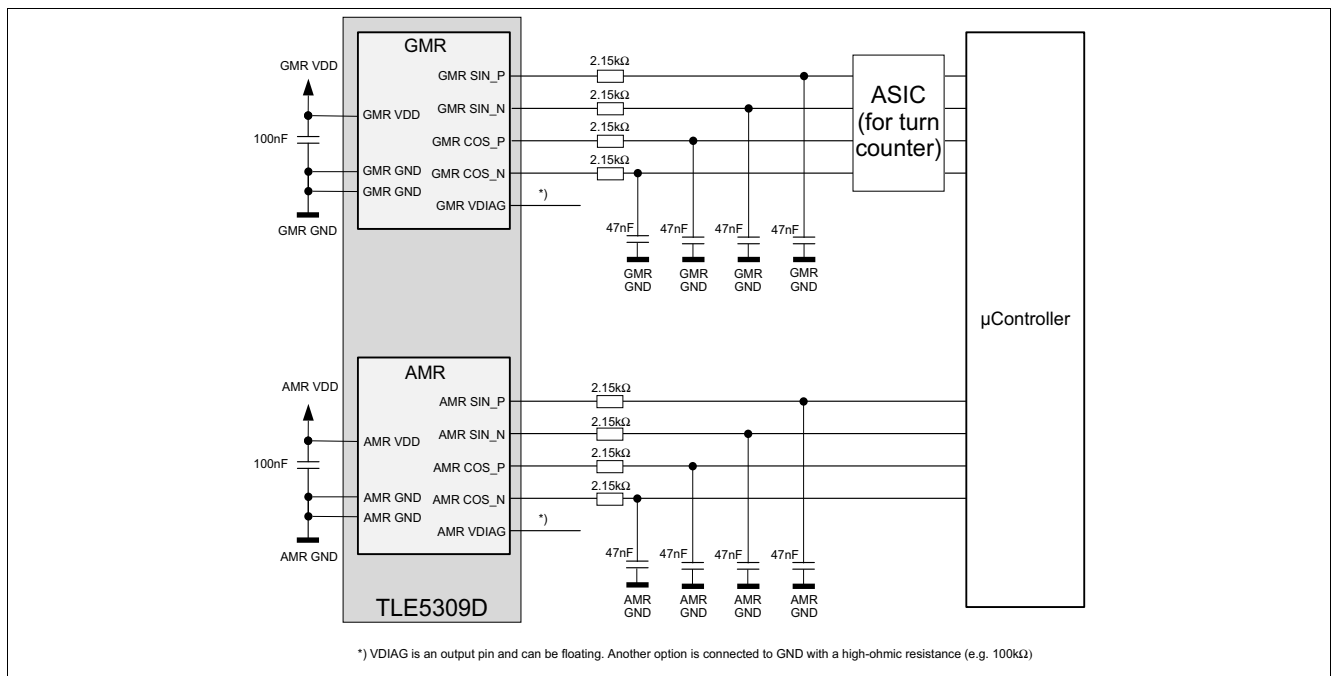 GMR
GMR VDD
GMR VDD
100nF
GMR GND
GMR GND
GMR GND
GMR SIN_P
GMR SIN_N
GMR COS_P
GMR COS_N
GMR VDIAG
*)
2.15kΩ
2.15kΩ
2.15kΩ
2.15kΩ
47nF
47nF
47nF
47nF
GMR
GND
GMR
GND
GMR
GND
GMR
GND
ASIC
(for turn
counter)
µController
AMR
AMR VDD
AMR VDD
100nF
AMR GND
AMR GND
AMR GND
AMR SIN_P
AMR SIN_N
AMR COS_P
AMR COS_N
AMR VDIAG
*)
2.15kΩ
2.15kΩ
2.15kΩ
2.15kΩ
47nF
47nF
47nF
47nF
AMR
GND
AMR
GND
AMR
GND
AMR
GND
TLE5309D
*) VDIAG is an output pin and can be floating. Another option is connected to GND with a high-ohmic resistance (e.g. 100kΩ)